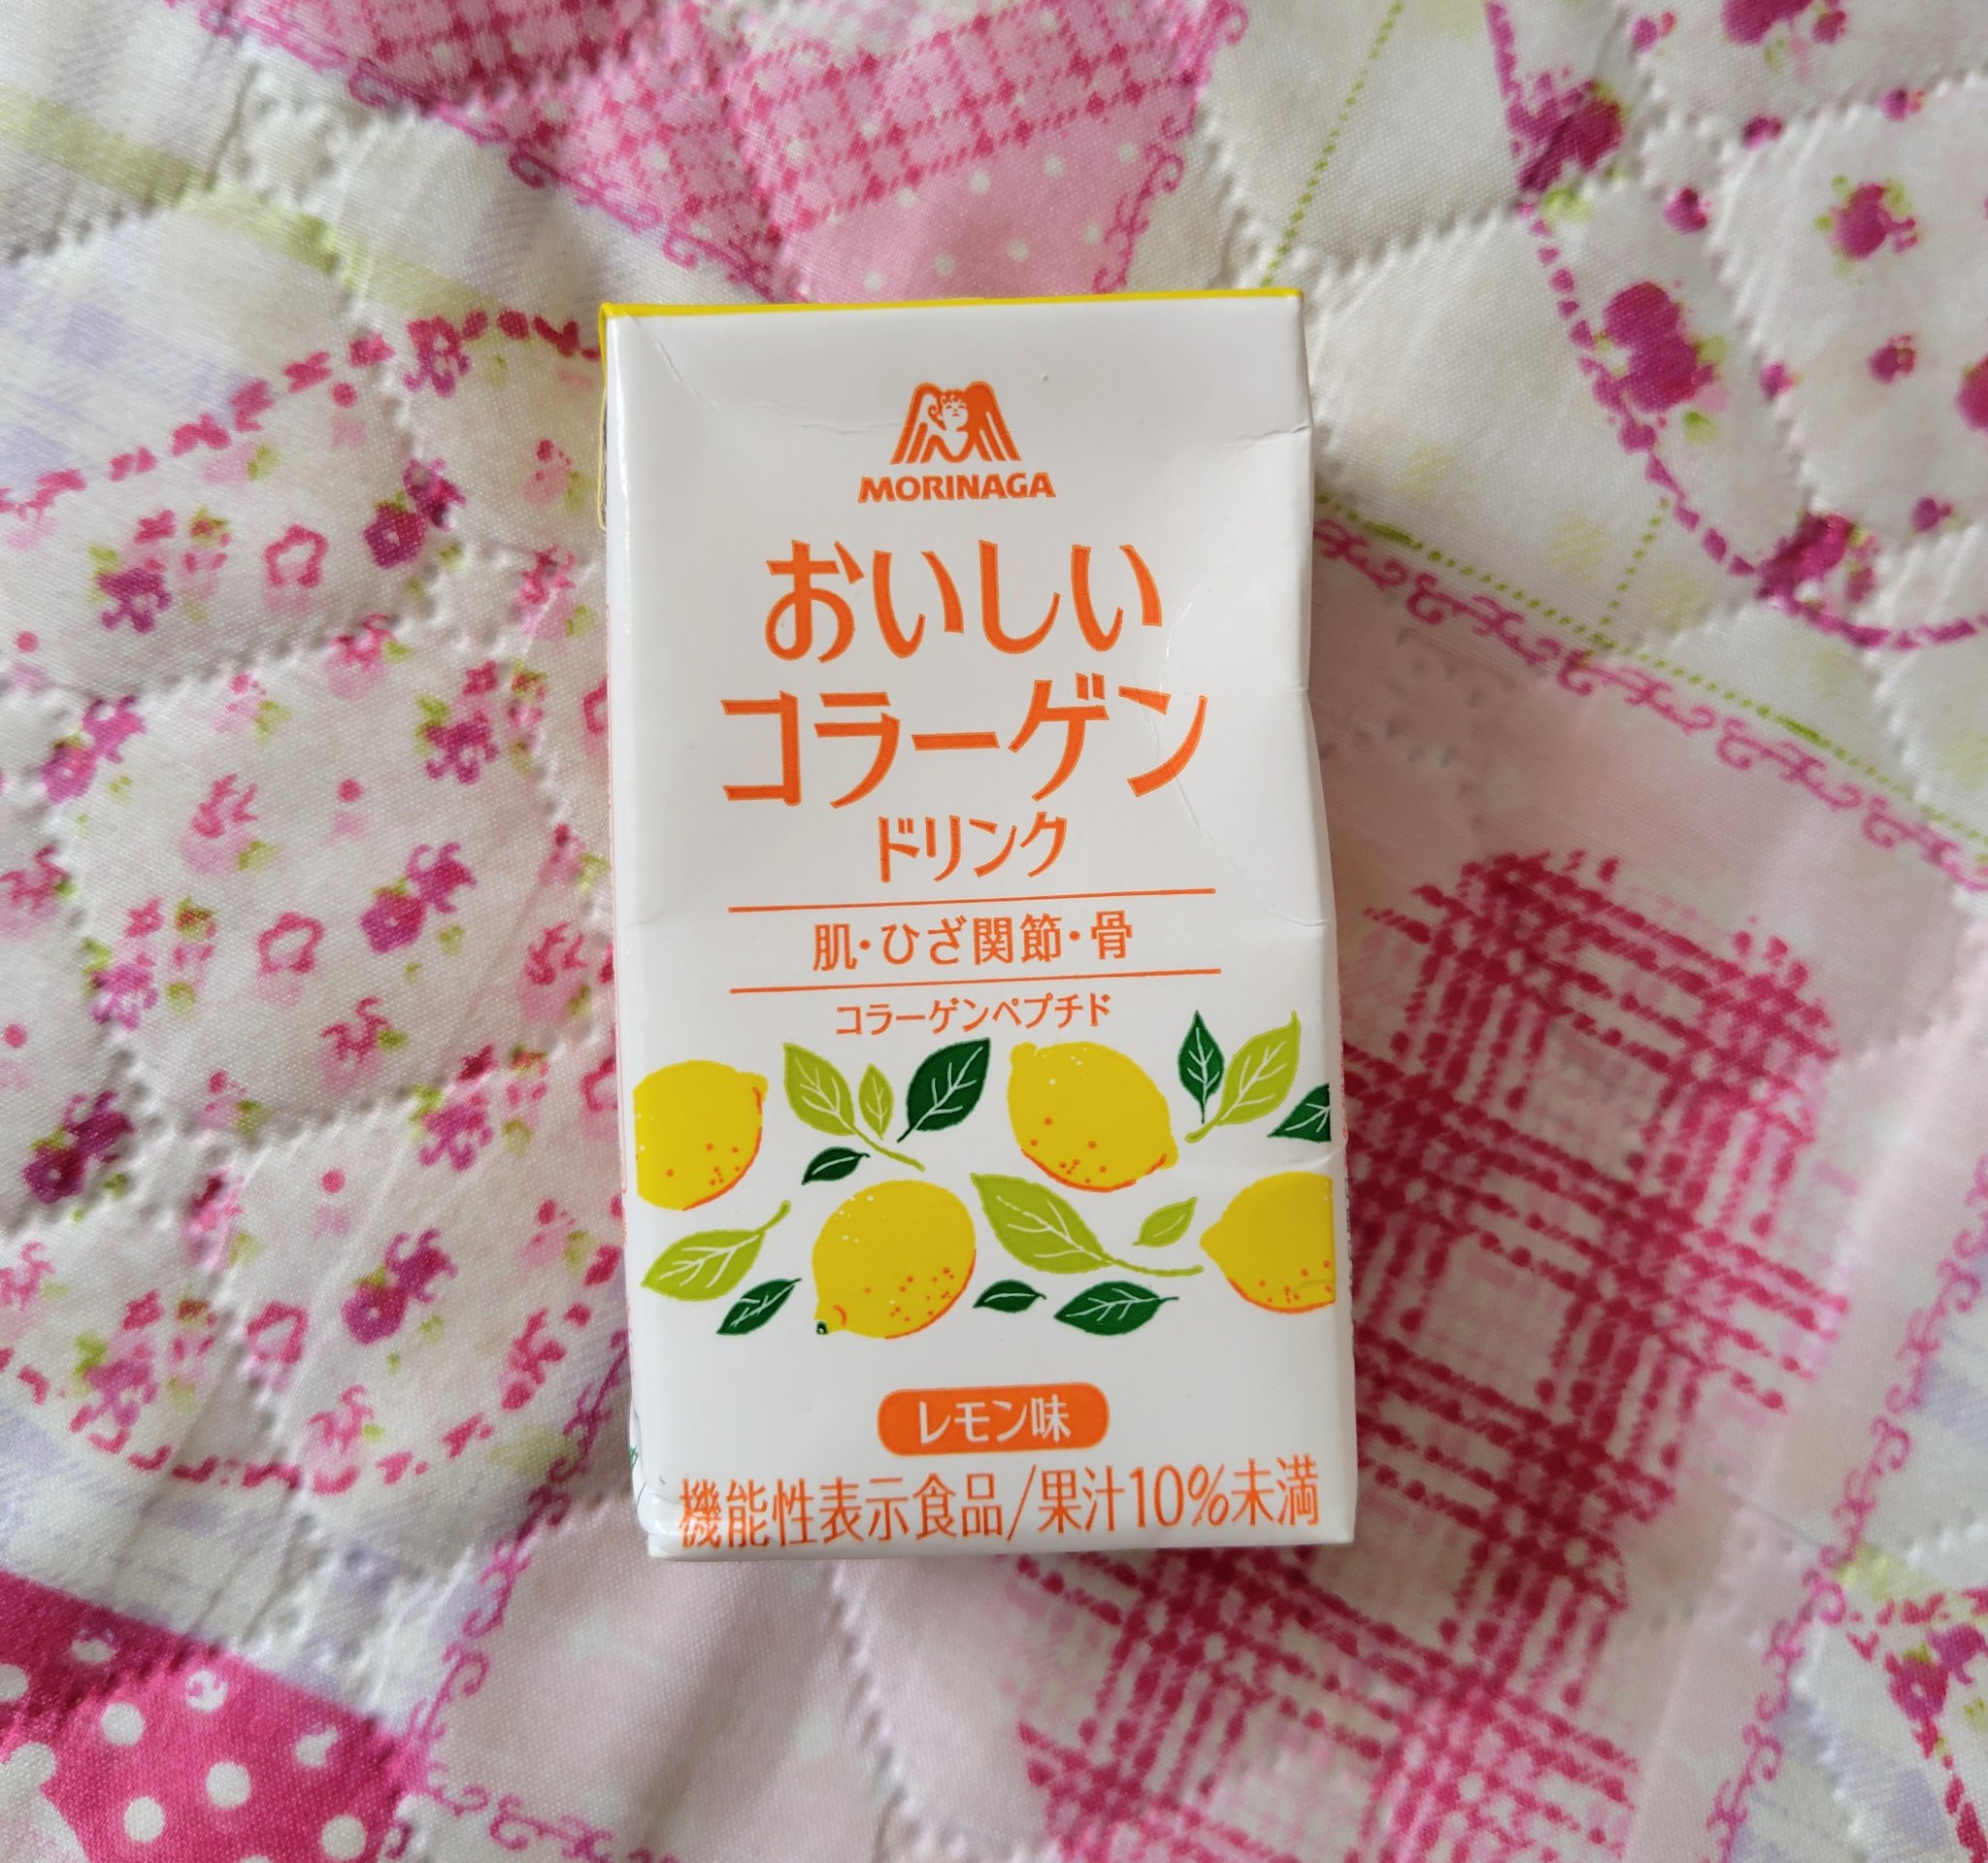 MORINAGA
おいしい
コラーゲン
ドリンク
肌・ひざ関節・骨
コラーゲンペプチド
レモン味
機能性表示食品/果汁10%未満